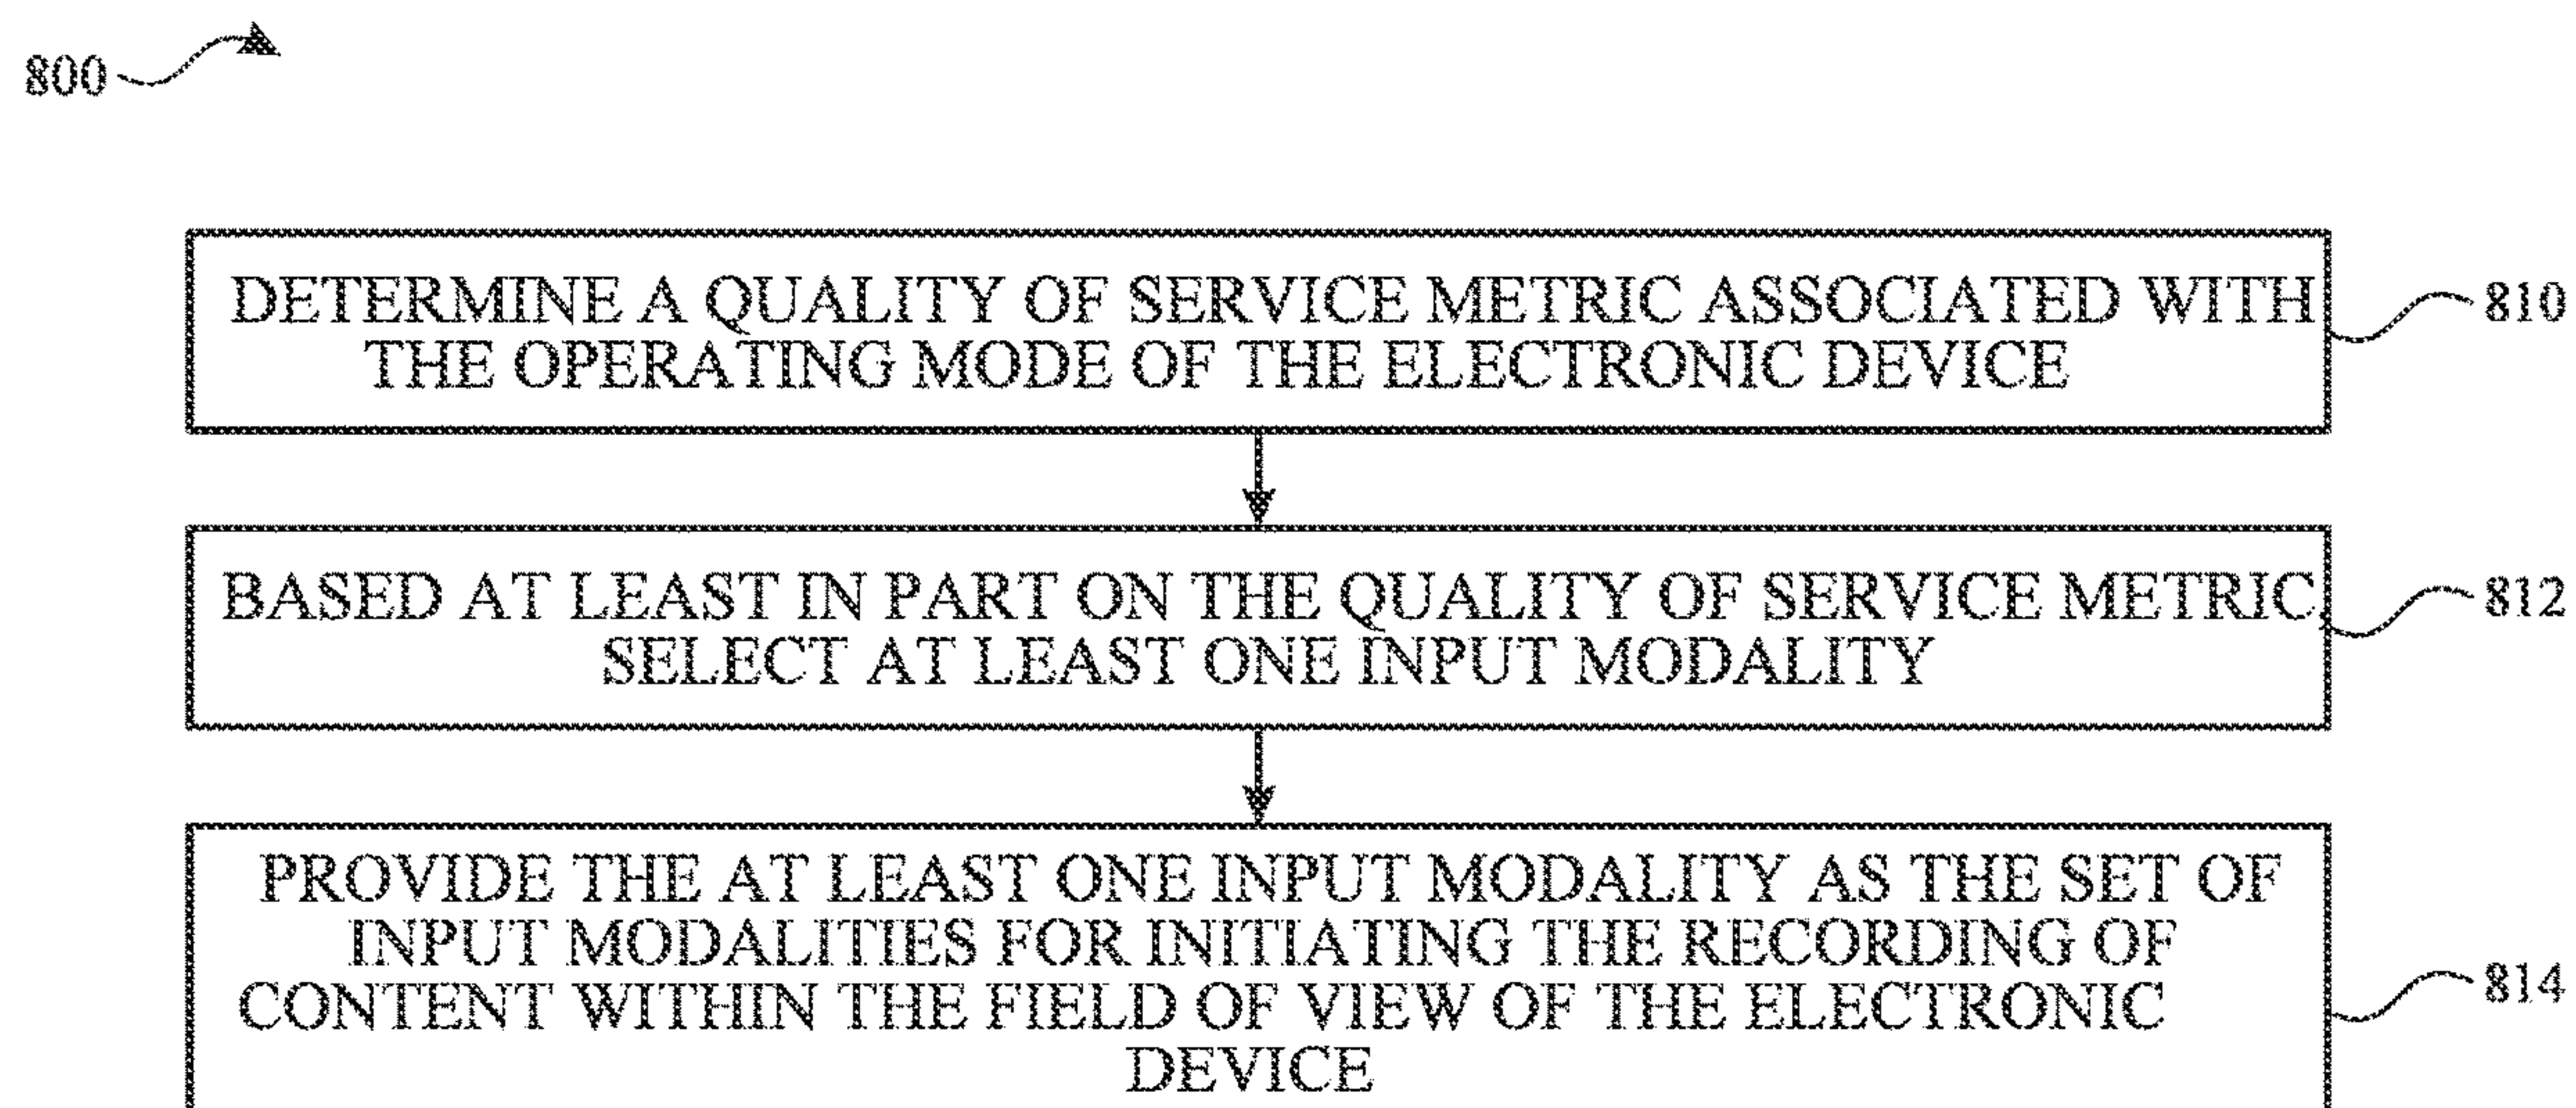 800
DETERMINE A QUALITY OF SERVICE METRIC ASSOCIATED WITH
THE OPERATING MODE OF THE ELECTRONIC DEVICE
810
BASED AT LEAST IN PART ON THE QUALITY OF SERVICE METRIC,
SELECT AT LEAST ONE INPUT MODALITY
812
PROVIDE THE AT LEAST ONE INPUT MODALITY AS THE SET OF
INPUT MODALITIES FOR INITIATING THE RECORDING OF
CONTENT WITHIN THE FIELD OF VIEW OF THE ELECTRONIC
DEVICE
814